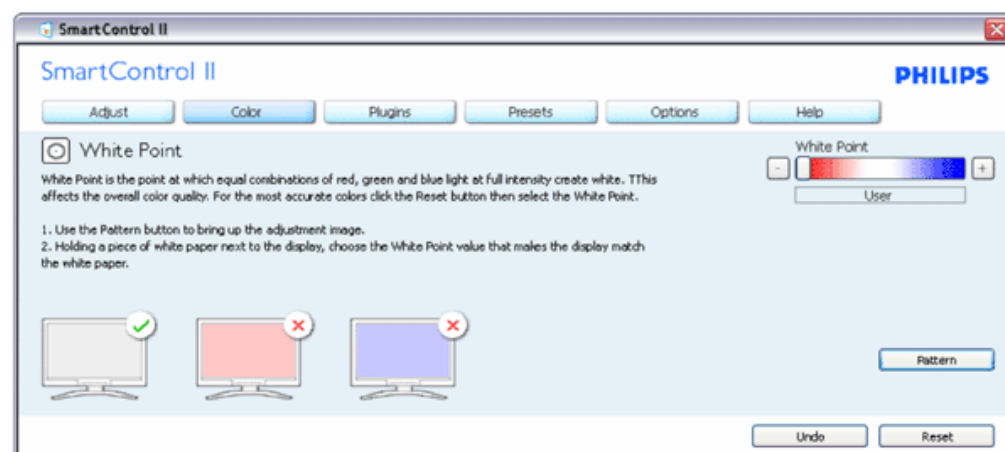 SmartControl II
SmartControl II
PHILIPS
Adjust
Color
Plugins
Presets
Options
Help
White Point
White Point is the point at which equal combinations of red, green and blue light at full intensity create white. TThis
affects the overall color quality. For the most accurate colors click the Reset button then select the White Point.
1. Use the Pattern button to bring up the adjustment image.
2. Holding a piece of white paper next to the display, choose the White Point value that makes the display match
the white paper.
White Point
- +
User
Pattern
Undo
Reset